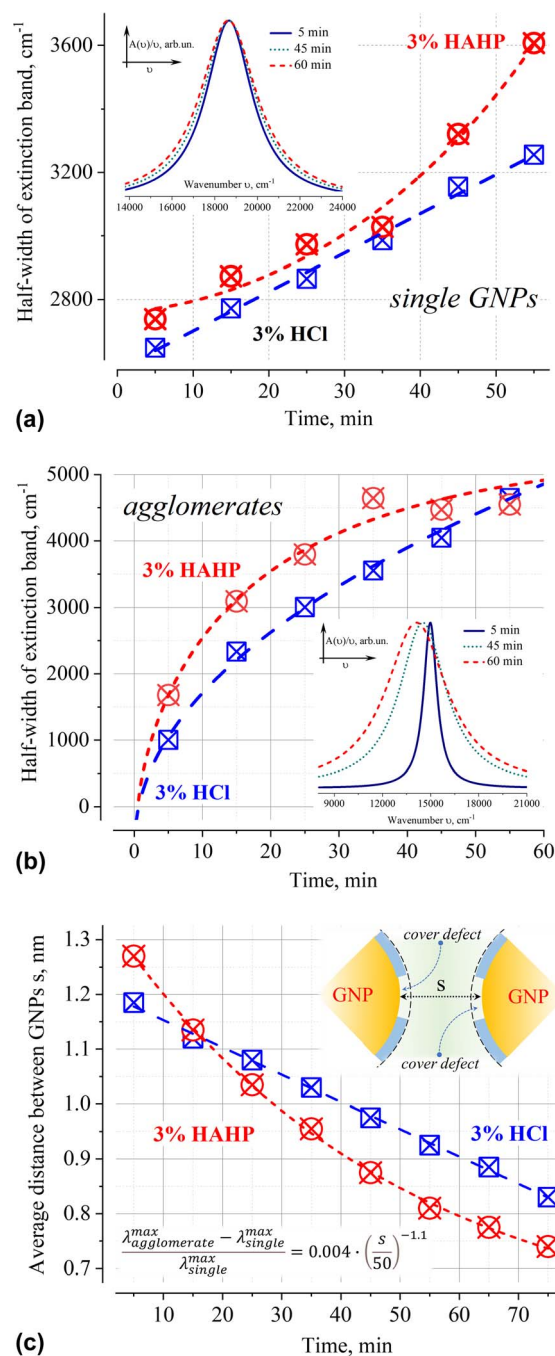 3600
3200
2800
Half-width of extinction band, cm⁻¹
A(υ)/υ, arb.un.
υ
5 min
45 min
60 min
14000 16000 18000 20000 22000 24000
Wavenumber υ, cm⁻¹
3% HAHP
single GNPs
3% HCl
0 10 20 30 40 50
Time, min
(a)
5000
4000
3000
2000
1000
0
Half-width of extinction band, cm⁻¹
agglomerates
3% HAHP
3% HCl
A(υ)/υ, arb.un.
υ
5 min
45 min
60 min
9000 12000 15000 18000 21000
Wavenumber υ, cm⁻¹
0 10 20 30 40 50 60
Time, min
(b)
1.3
1.2
1.1
1.0
0.9
0.8
0.7
Average distance between GNPs s, nm
cover defect
GNP
s
GNP
cover defect
3% HAHP
3% HCl
(λ^max_agglomerate − λ^max_single)/λ^max_single = 0.004 · (s/50)^−1.1
0 10 20 30 40 50 60 70
Time, min
(c)